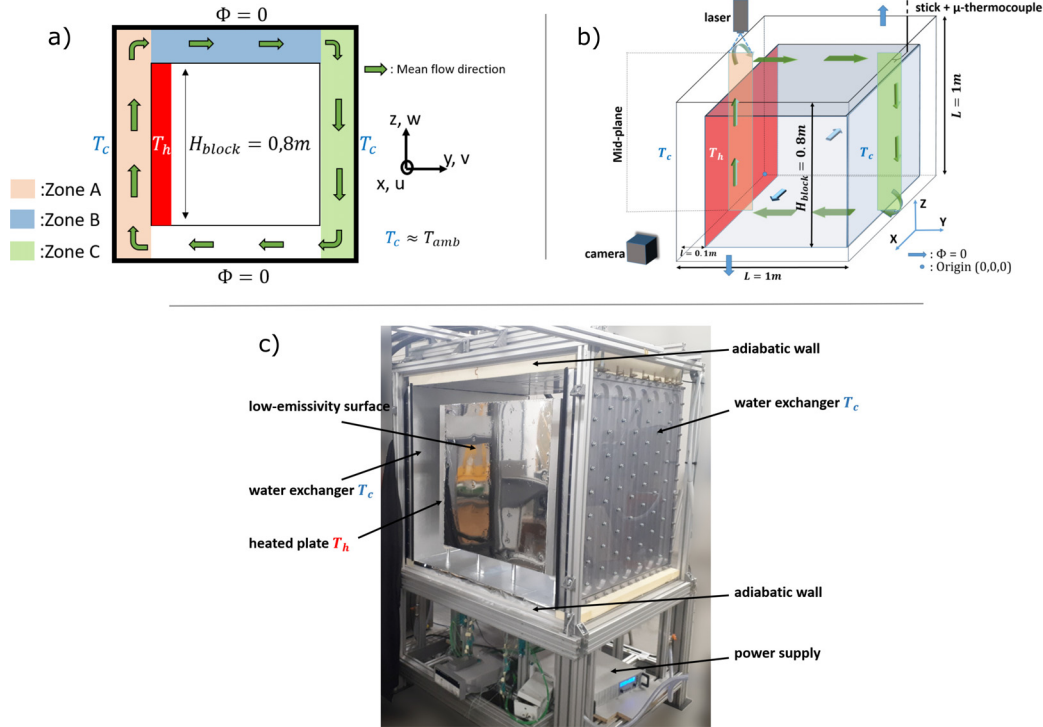 a)
Φ = 0
T_c
T_h
H_block = 0,8m
T_c
Φ = 0
: Mean flow direction
z, w
y, v
x, u
T_c ≈ T_amb
:Zone A
:Zone B
:Zone C
b)
laser
stick + μ-thermocouple
Mid-plane
T_c
T_h
H_block = 0.8m
T_c
L = 1m
camera
l = 0.1m
L = 1m
Z
Y
X
: Φ = 0
: Origin (0,0,0)
c)
adiabatic wall
low-emissivity surface
water exchanger T_c
water exchanger T_c
heated plate T_h
adiabatic wall
power supply